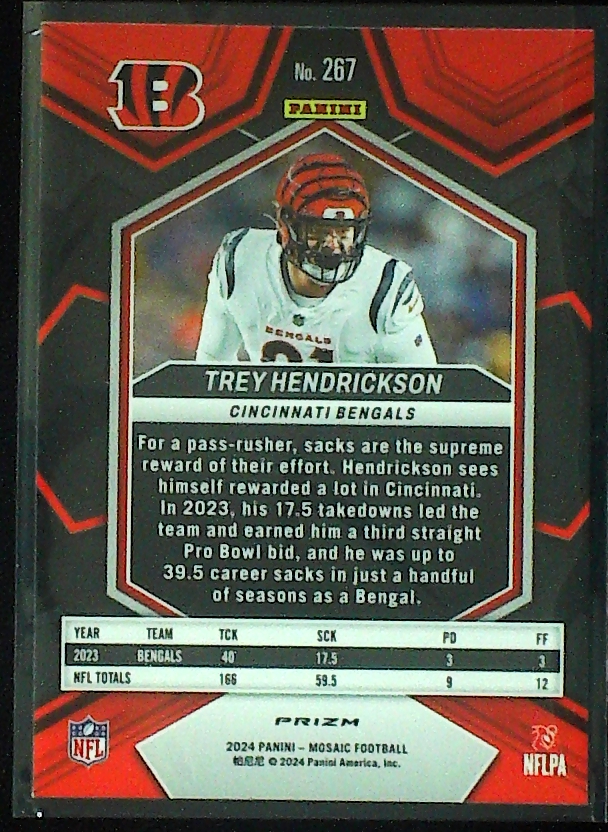 No. 267
PANINI
B
BENGALS
91
TREY HENDRICKSON
CINCINNATI BENGALS
For a pass-rusher, sacks are the supreme
reward of their effort. Hendrickson sees
himself rewarded a lot in Cincinnati.
In 2023, his 17.5 takedowns led the
team and earned him a third straight
Pro Bowl bid, and he was up to
39.5 career sacks in just a handful
of seasons as a Bengal.
YEAR TEAM TCK SCK PD FF
2023 BENGALS 40 17.5 3 3
NFL TOTALS 166 59.5 9 12
PRIZM
NFL
2024 PANINI – MOSAIC FOOTBALL
帕尼尼 © 2024 Panini America, Inc.
NFLPA